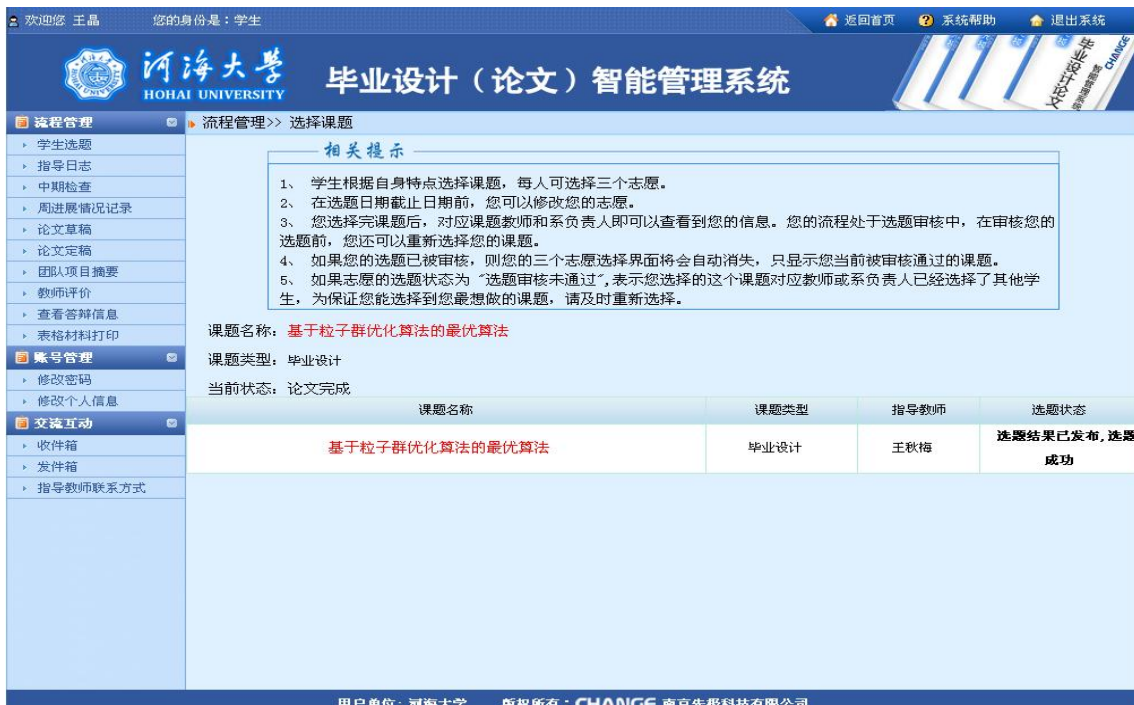 欢迎您 王晶 您的身份是：学生 返回首页 系统帮助 退出系统
河海大学
HOHAI UNIVERSITY
毕业设计（论文）智能管理系统
毕业设计论文
智能管理系统
CHANGE
流程管理
学生选题
指导日志
中期检查
周进展情况记录
论文草稿
论文定稿
团队项目摘要
教师评价
查看答辩信息
表格材料打印
账号管理
修改密码
修改个人信息
交流互动
收件箱
发件箱
指导教师联系方式
流程管理>> 选择课题
相关提示
1、 学生根据自身特点选择课题，每人可选择三个志愿。
2、 在选题日期截止日期前，您可以修改您的志愿。
3、 您选择完课题后，对应课题教师和系负责人即可以查看到您的信息。您的流程处于选题审核中，在审核您的
选题前，您还可以重新选择您的课题。
4、 如果您的选题已被审核，则您的三个志愿选择界面将会自动消失，只显示您当前被审核通过的课题。
5、 如果志愿的选题状态为“选题审核未通过”,表示您选择的这个课题对应教师或系负责人已经选择了其他学
生，为保证您能选择到您最想做的课题，请及时重新选择。
课题名称：基于粒子群优化算法的最优算法
课题类型：毕业设计
当前状态：论文完成
课题名称 课题类型 指导教师 选题状态
基于粒子群优化算法的最优算法 毕业设计 王秋梅 选题结果已发布,选题
成功
用户单位：河海大学 版权所有：CHANGE 南京先极科技有限公司